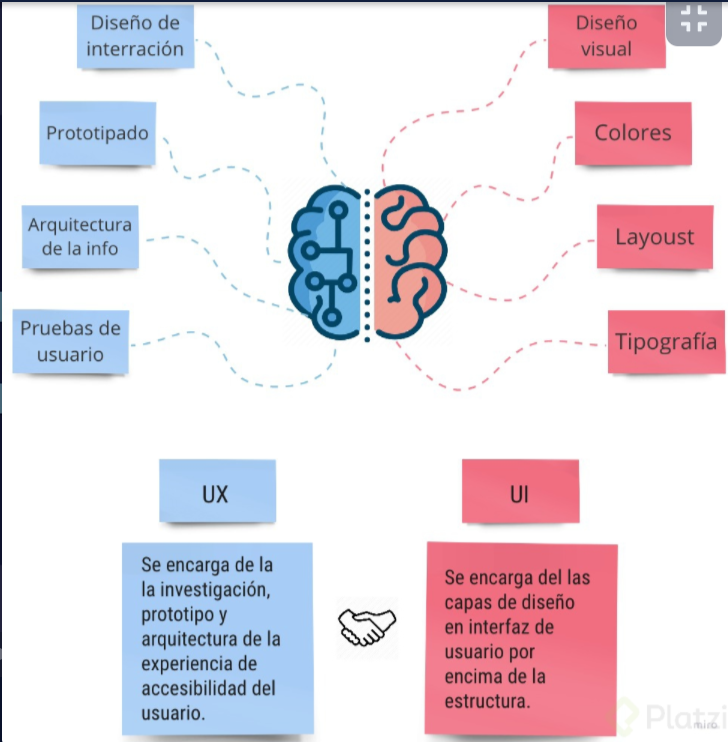 Diseño de
interración
Prototipado
Arquitectura
de la info
Pruebas de
usuario
Diseño
visual
Colores
Layoust
Tipografía
UX
UI
Se encarga de la
la investigación,
prototipo y
arquitectura de la
experiencia de
accesibilidad del
usuario.
Se encarga del las
capas de diseño
en interfaz de
usuario por
encima de la
estructura.
Platzi
miro